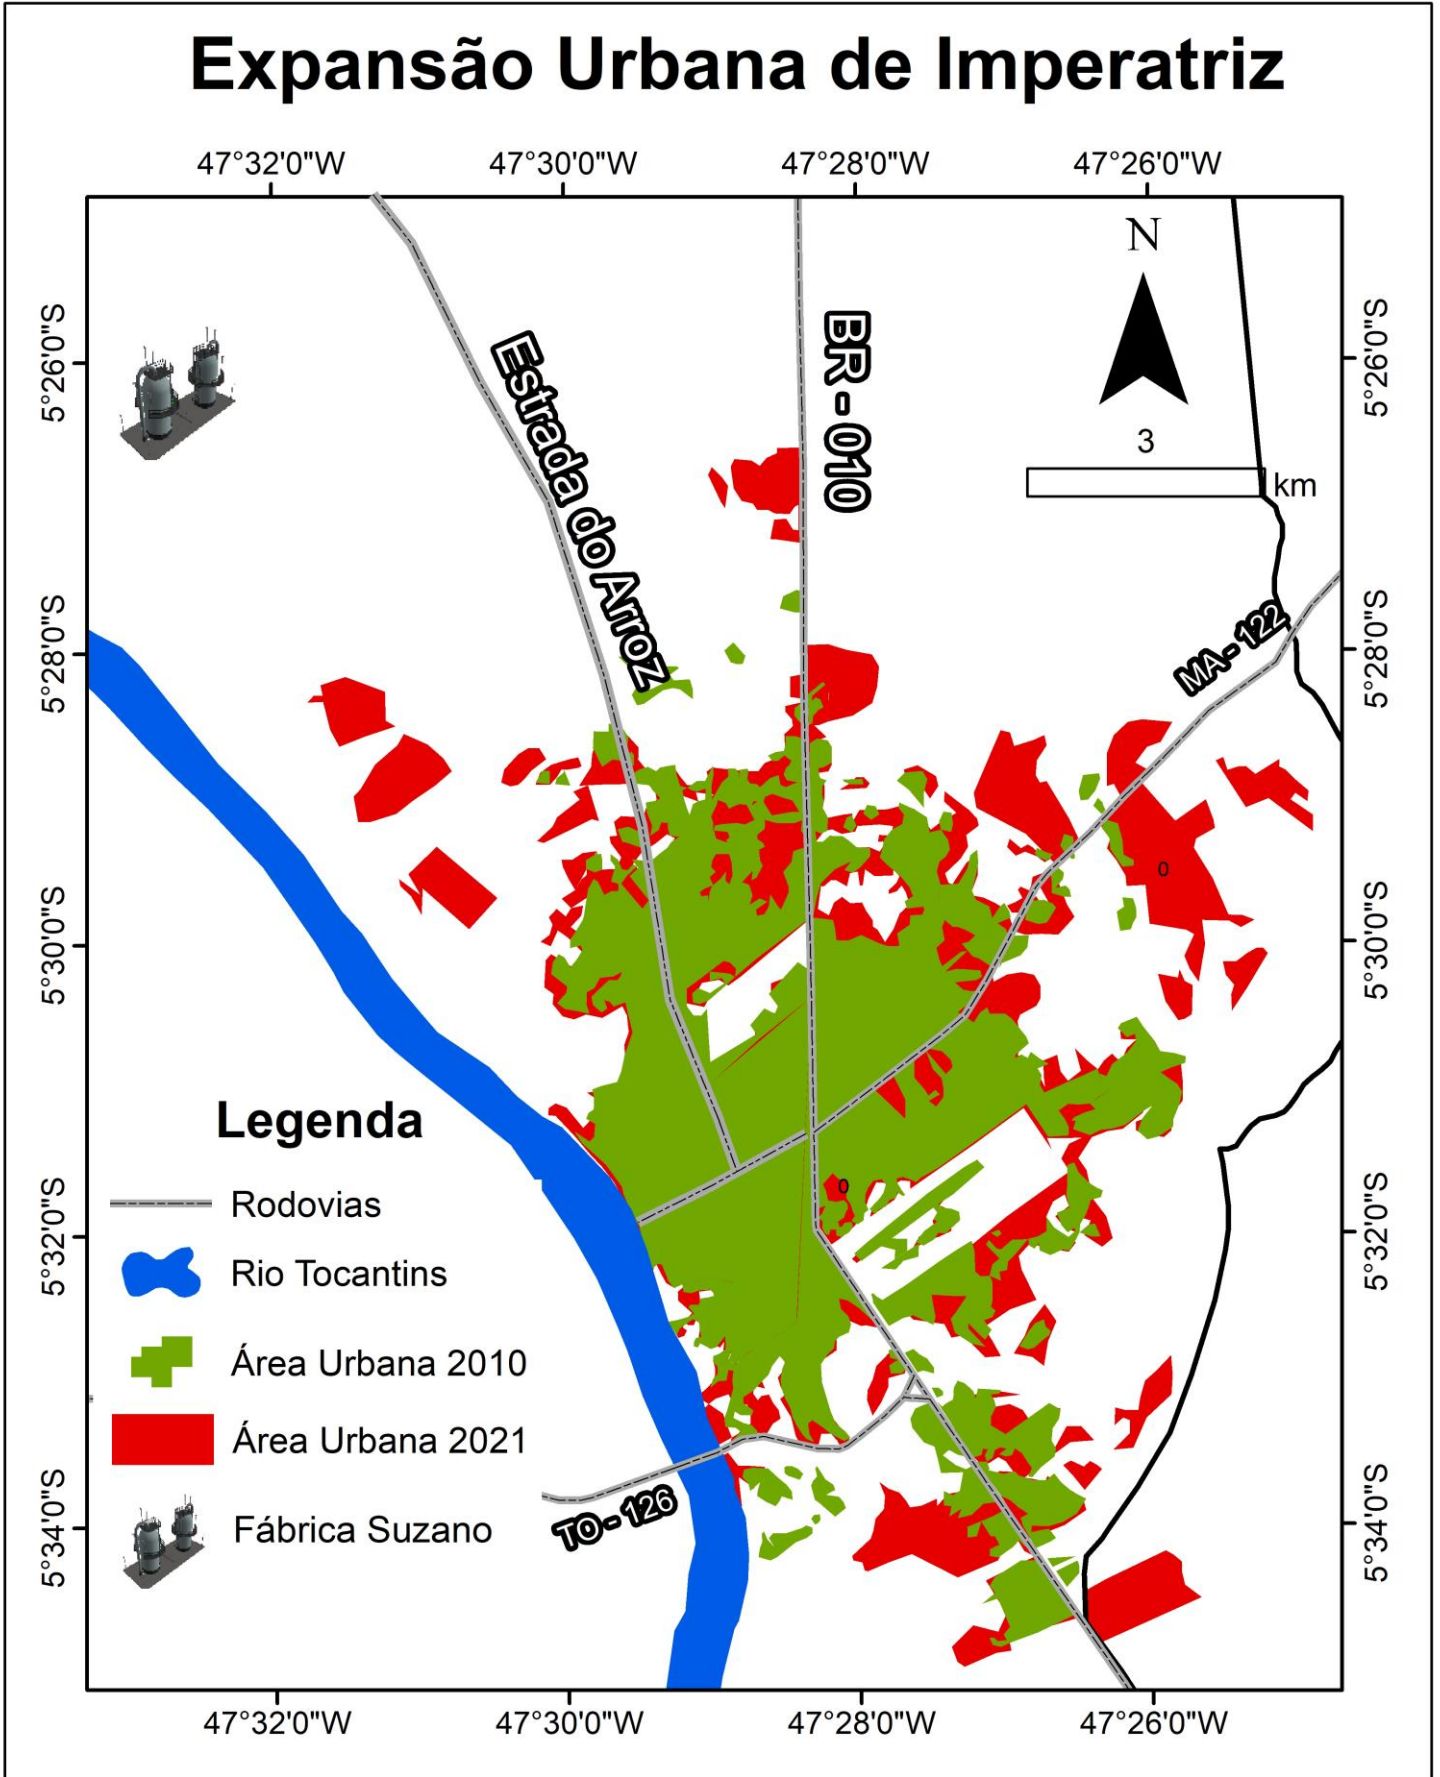 Expansão Urbana de Imperatriz
47°32'0"W 47°30'0"W 47°28'0"W 47°26'0"W
N
5°26'0"S
5°26'0"S
BR - 010
Estrada do Arroz
3
km
5°28'0"S
5°28'0"S
MA - 122
0
5°30'0"S
5°30'0"S
Legenda
0
Rodovias
5°32'0"S
5°32'0"S
Rio Tocantins
Área Urbana 2010
Área Urbana 2021
TO - 126
Fábrica Suzano
5°34'0"S
5°34'0"S
47°32'0"W 47°30'0"W 47°28'0"W 47°26'0"W